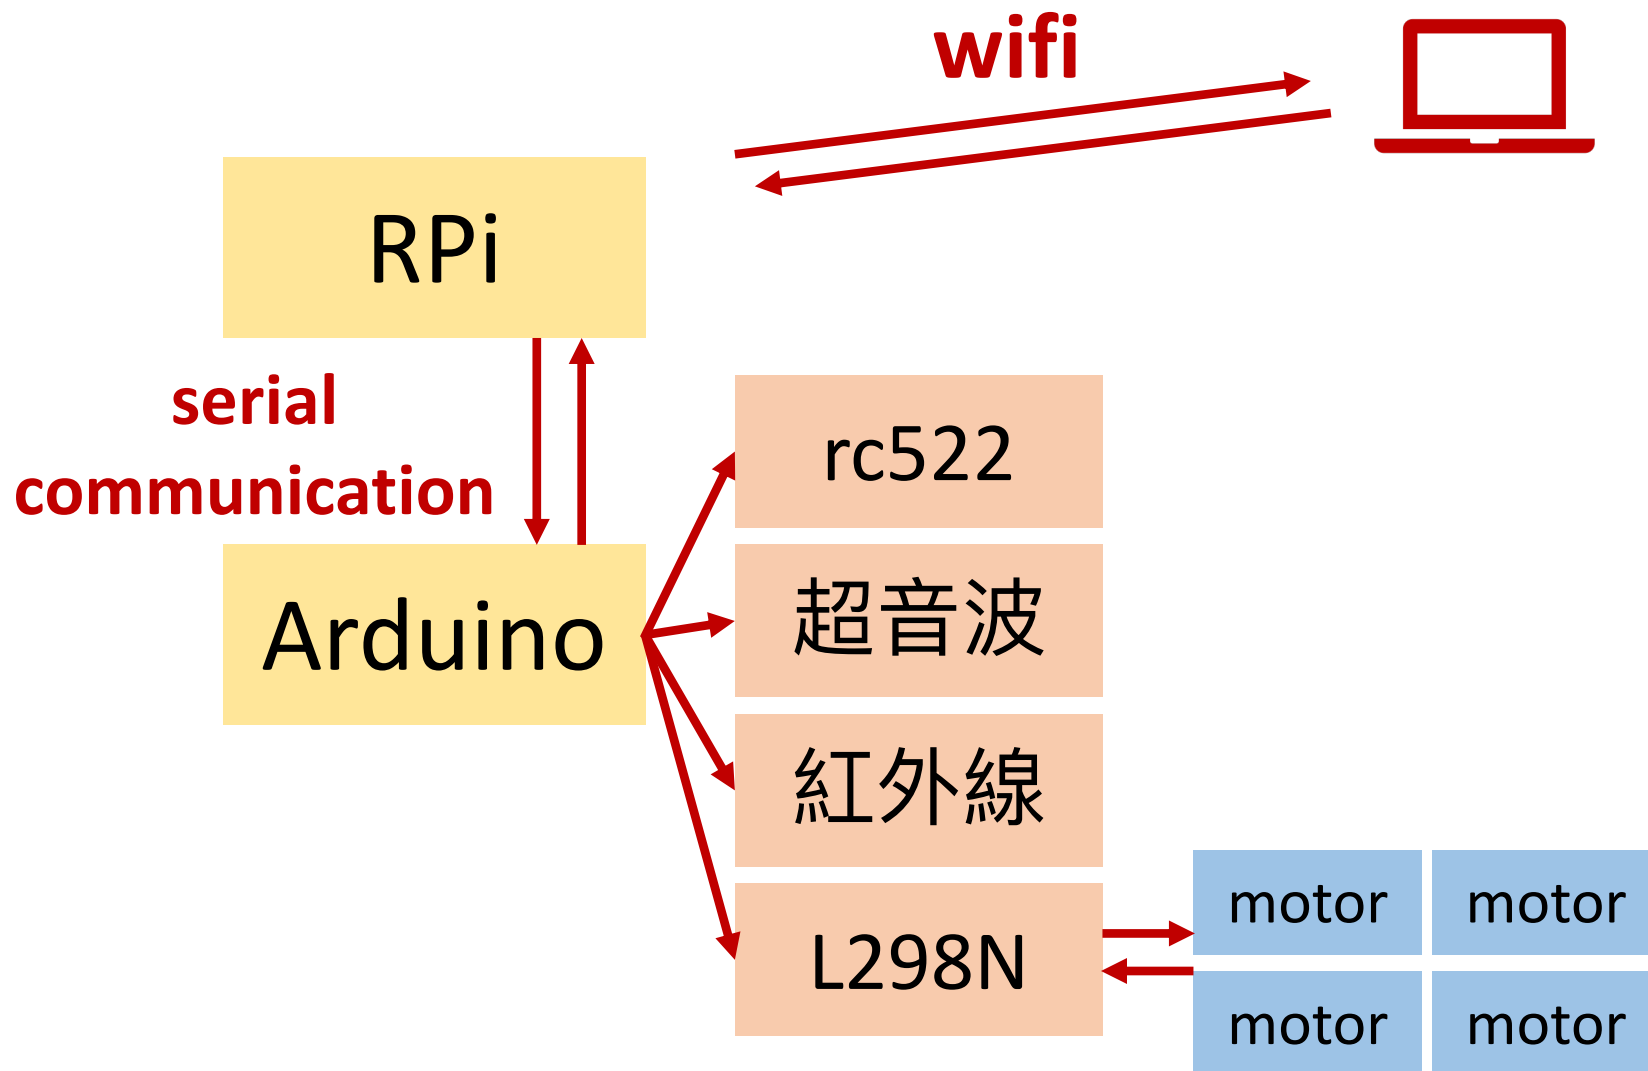 wifi
RPi
serial
communication
Arduino
rc522
超音波
紅外線
L298N
motor
motor
motor
motor